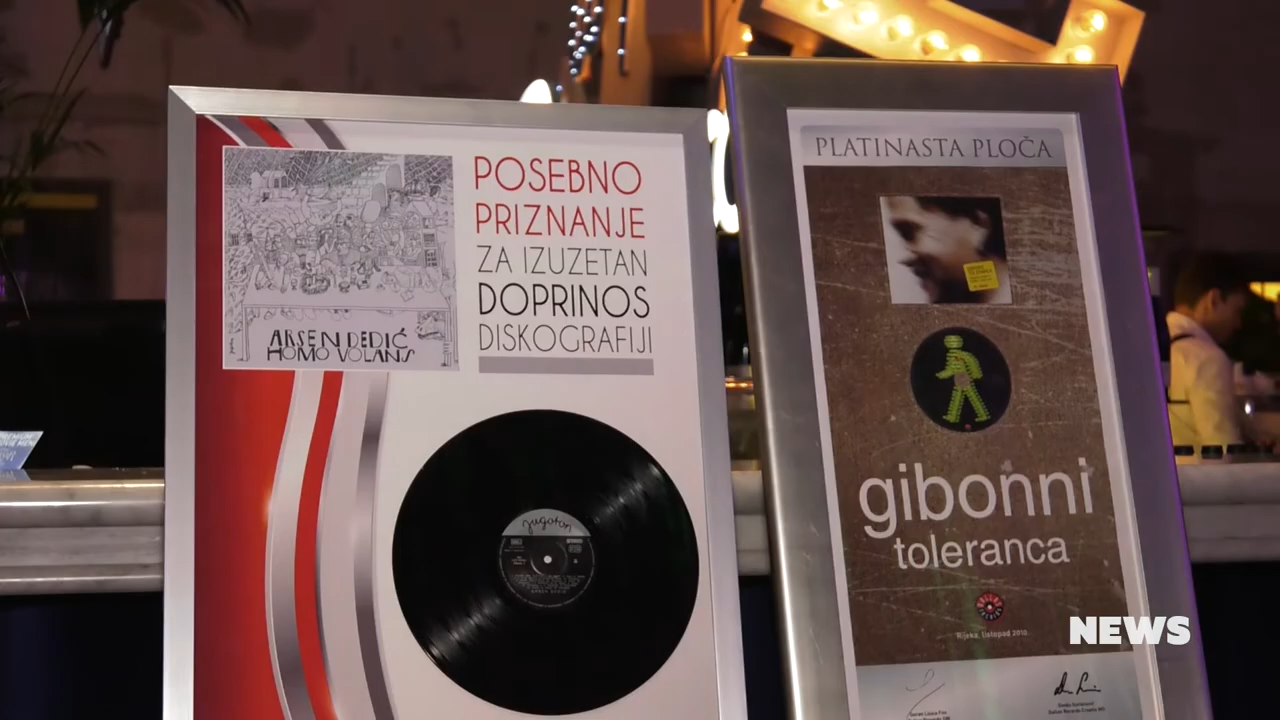 POSEBNO
PRIZNANJE
ZA IZUZETAN
DOPRINOS
DISKOGRAFIJI
ARSEN DEDIĆ
HOMO VOLANS
jugoton
PLATINASTA PLOČA
gibonni
toleranca
Rijeka, listopad 2010.
NEWS